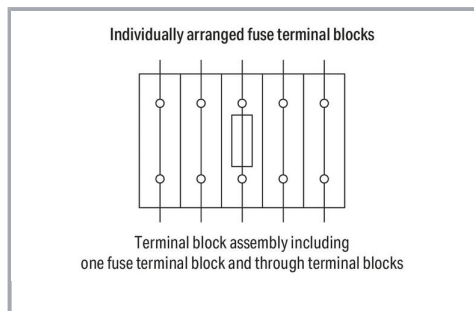 Individually arranged fuse terminal blocks
Terminal block assembly including
one fuse terminal block and through terminal blocks